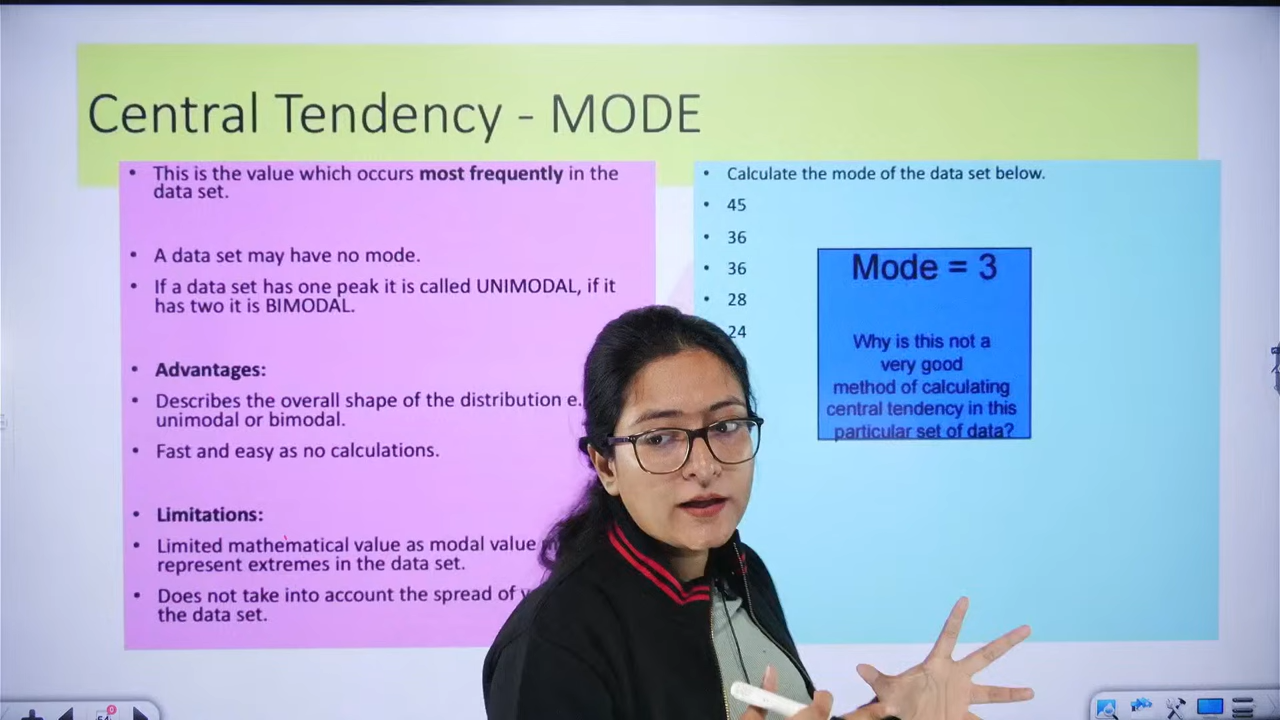 Central Tendency - MODE
• This is the value which occurs most frequently in the
data set.
• A data set may have no mode.
• If a data set has one peak it is called UNIMODAL, if it
has two it is BIMODAL.
• Advantages:
• Describes the overall shape of the distribution e.
unimodal or bimodal.
• Fast and easy as no calculations.
• Limitations:
• Limited mathematical value as modal value
represent extremes in the data set.
• Does not take into account the spread of
the data set.
• Calculate the mode of the data set below.
• 45
• 36
• 36
• 28
24
Mode = 3
Why is this not a
very good
method of calculating
central tendency in this
particular set of data?